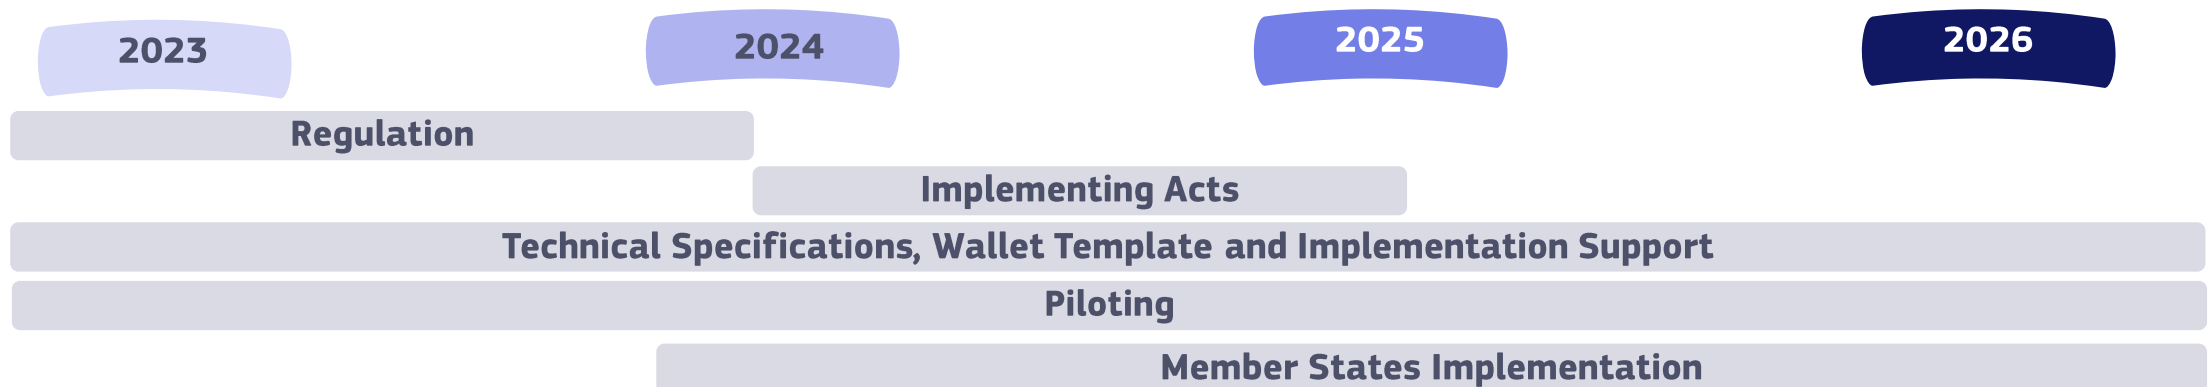 2023
2024
2025
2026
Regulation
Implementing Acts
Technical Specifications, Wallet Template and Implementation Support
Piloting
Member States Implementation